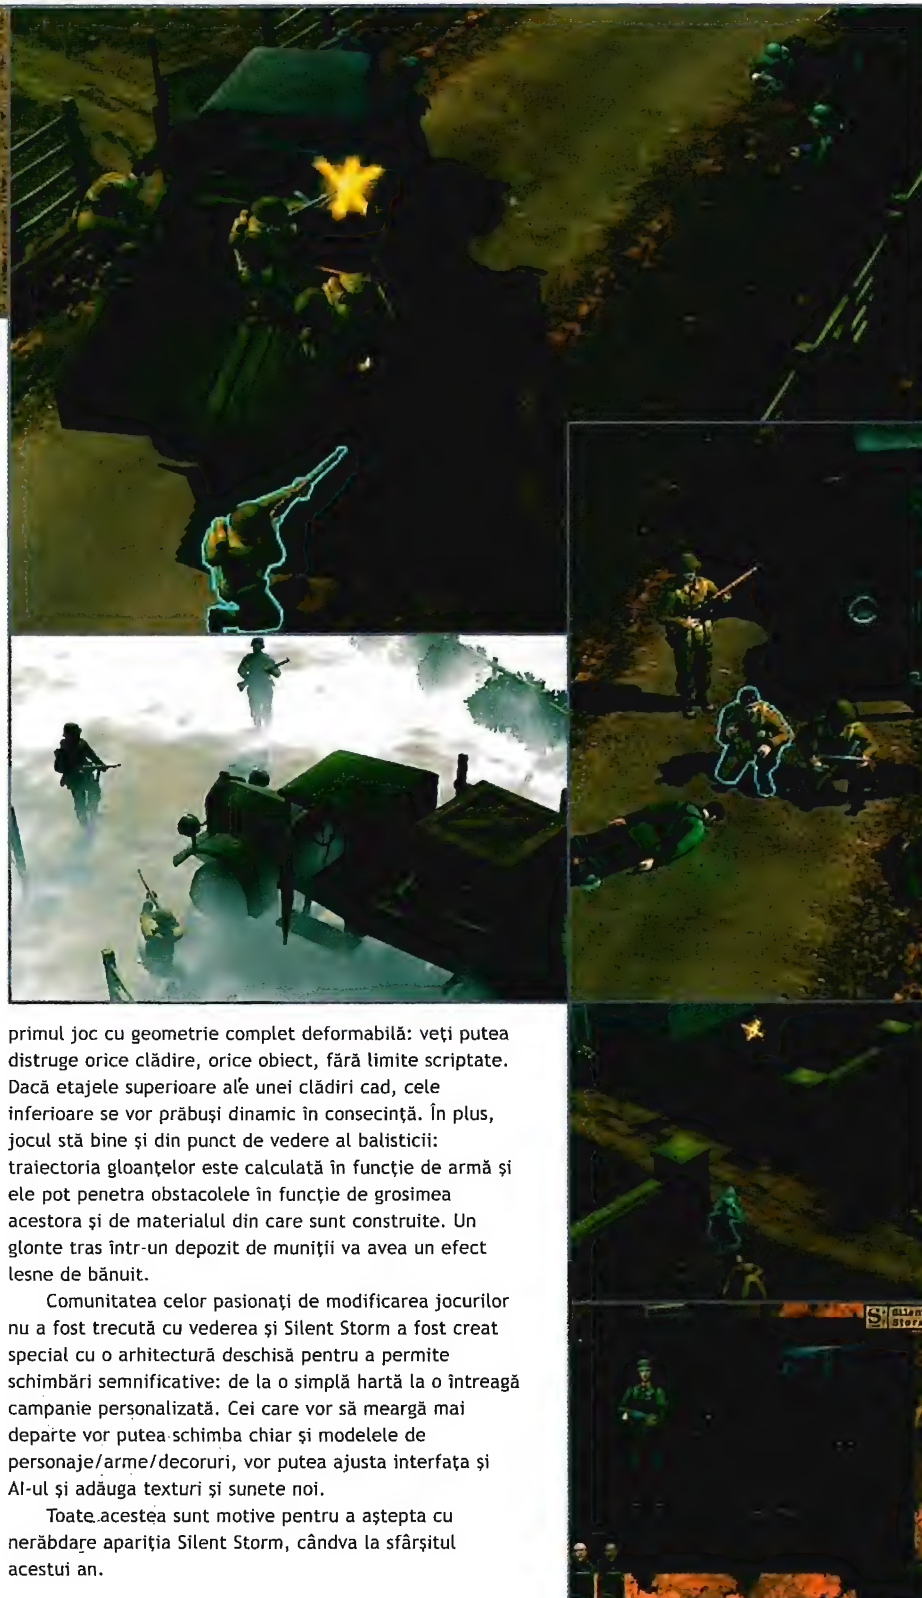 primul joc cu geometrie complet deformabilă: veți putea
distruge orice clădire, orice obiect, fără limite scriptate.
Dacă etajele superioare ale unei clădiri cad, cele
inferioare se vor prăbuși dinamic în consecință. În plus,
jocul stă bine și din punct de vedere al balisticii:
traiectoria gloanțelor este calculată în funcție de armă și
ele pot penetra obstacolele în funcție de grosimea
acestora și de materialul din care sunt construite. Un
glonte tras într-un depozit de muniții va avea un efect
lesne de bănuit.
Comunitatea celor pasionați de modificarea jocurilor
nu a fost trecută cu vederea și Silent Storm a fost creat
special cu o arhitectură deschisă pentru a permite
schimbări semnificative: de la o simplă hartă la o întreagă
campanie personalizată. Cei care vor să meargă mai
departe vor putea schimba chiar și modelele de
personaje/arme/decoruri, vor putea ajusta interfața și
AI-ul și adăuga texturi și sunete noi.
Toate acestea sunt motive pentru a aștepta cu
nerăbdare apariția Silent Storm, cândva la sfârșitul
acestui an.
S